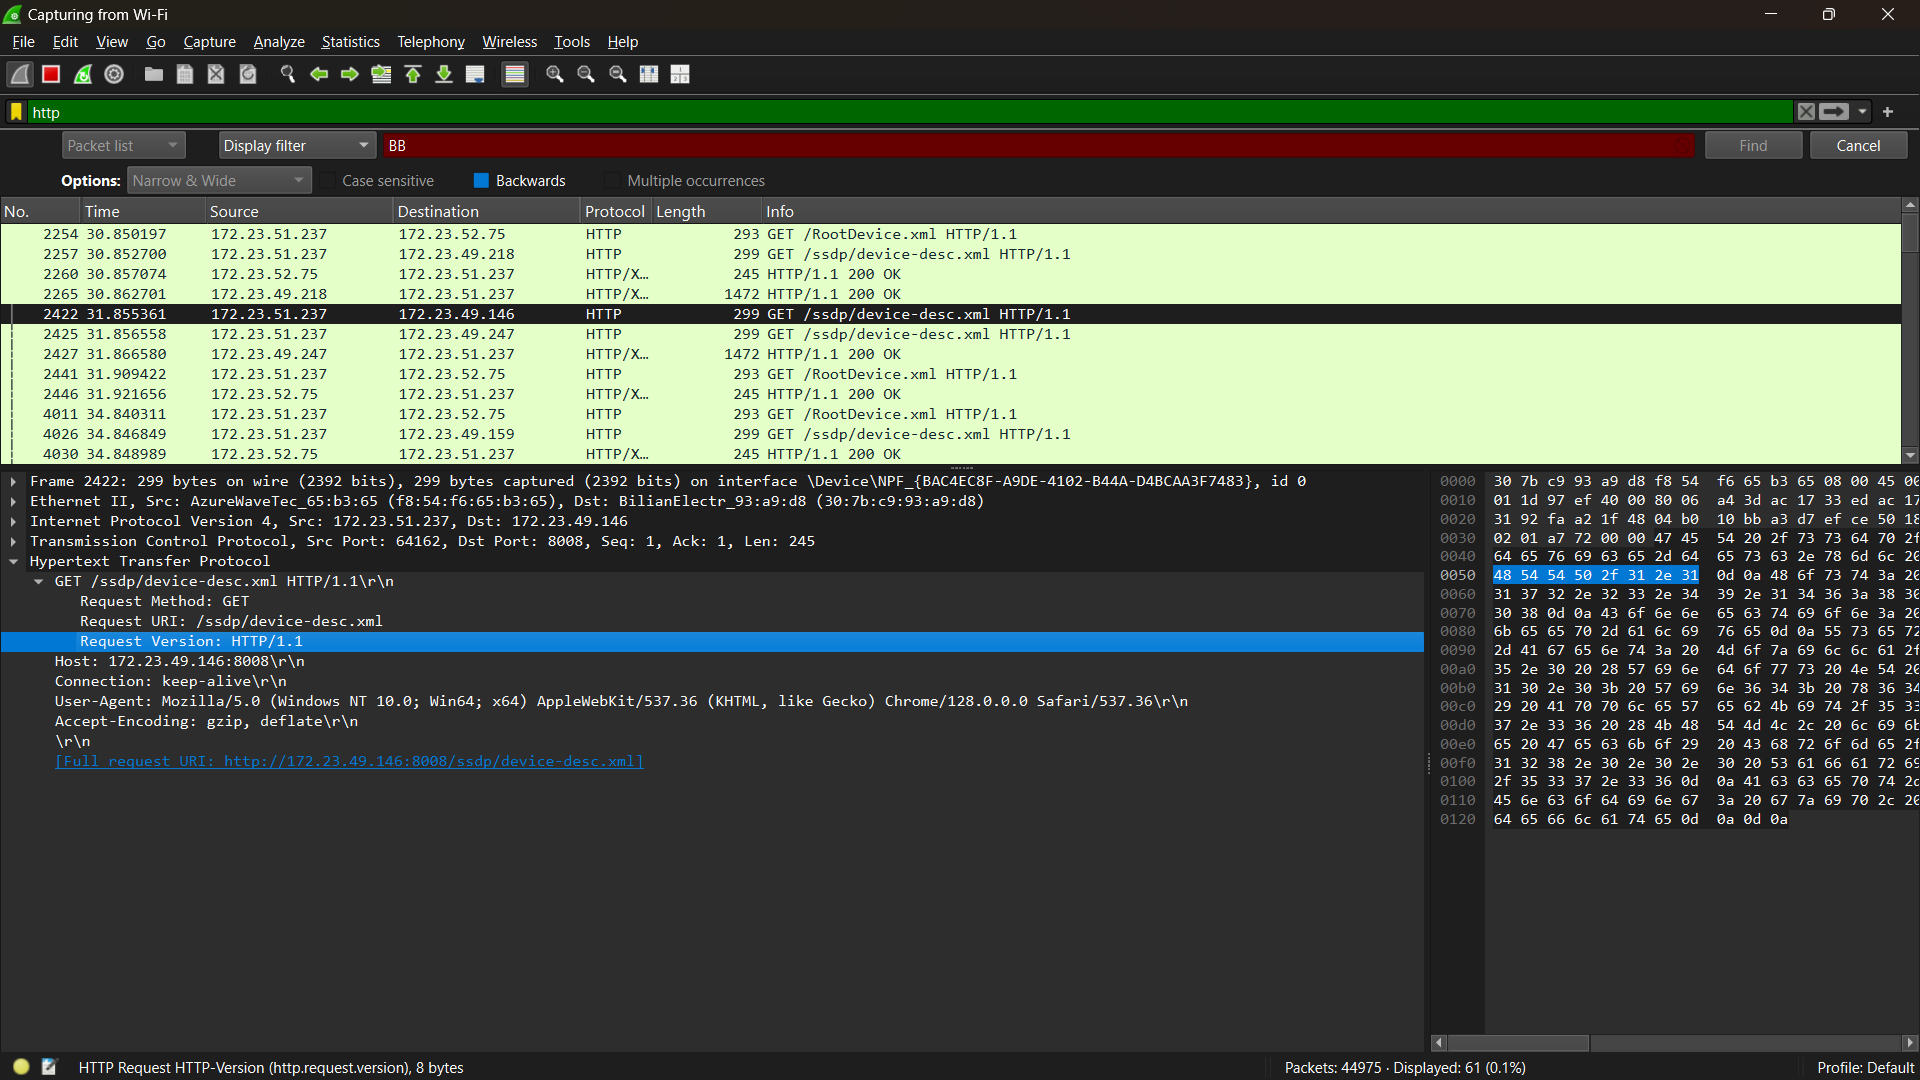 Capturing from Wi-Fi
File Edit View Go Capture Analyze Statistics Telephony Wireless Tools Help
http
Packet list Display filter BB Find Cancel
Options: Narrow & Wide Case sensitive Backwards Multiple occurrences
No. Time Source Destination Protocol Length Info
2254 30.850197 172.23.51.237 172.23.52.75 HTTP 293 GET /RootDevice.xml HTTP/1.1
2257 30.852700 172.23.51.237 172.23.49.218 HTTP 299 GET /ssdp/device-desc.xml HTTP/1.1
2260 30.857074 172.23.52.75 172.23.51.237 HTTP/X… 245 HTTP/1.1 200 OK
2265 30.862701 172.23.49.218 172.23.51.237 HTTP/X… 1472 HTTP/1.1 200 OK
2422 31.855361 172.23.51.237 172.23.49.146 HTTP 299 GET /ssdp/device-desc.xml HTTP/1.1
2425 31.856558 172.23.51.237 172.23.49.247 HTTP 299 GET /ssdp/device-desc.xml HTTP/1.1
2427 31.866580 172.23.49.247 172.23.51.237 HTTP/X… 1472 HTTP/1.1 200 OK
2441 31.909422 172.23.51.237 172.23.52.75 HTTP 293 GET /RootDevice.xml HTTP/1.1
2446 31.921656 172.23.52.75 172.23.51.237 HTTP/X… 245 HTTP/1.1 200 OK
4011 34.840311 172.23.51.237 172.23.52.75 HTTP 293 GET /RootDevice.xml HTTP/1.1
4026 34.846849 172.23.51.237 172.23.49.159 HTTP 299 GET /ssdp/device-desc.xml HTTP/1.1
4030 34.848989 172.23.52.75 172.23.51.237 HTTP/X… 245 HTTP/1.1 200 OK
Frame 2422: 299 bytes on wire (2392 bits), 299 bytes captured (2392 bits) on interface \Device\NPF_{BAC4EC8F-A9DE-4102-B44A-D4BCAA3F7483}, id 0
Ethernet II, Src: AzureWaveTec_65:b3:65 (f8:54:f6:65:b3:65), Dst: BilianElectr_93:a9:d8 (30:7b:c9:93:a9:d8)
Internet Protocol Version 4, Src: 172.23.51.237, Dst: 172.23.49.146
Transmission Control Protocol, Src Port: 64162, Dst Port: 8008, Seq: 1, Ack: 1, Len: 245
Hypertext Transfer Protocol
GET /ssdp/device-desc.xml HTTP/1.1\r\n
Request Method: GET
Request URI: /ssdp/device-desc.xml
Request Version: HTTP/1.1
Host: 172.23.49.146:8008\r\n
Connection: keep-alive\r\n
User-Agent: Mozilla/5.0 (Windows NT 10.0; Win64; x64) AppleWebKit/537.36 (KHTML, like Gecko) Chrome/128.0.0.0 Safari/537.36\r\n
Accept-Encoding: gzip, deflate\r\n
\r\n
[Full request URI: http://172.23.49.146:8008/ssdp/device-desc.xml]
0000 30 7b c9 93 a9 d8 f8 54 f6 65 b3 65 08 00 45 00
0010 01 1d 97 ef 40 00 80 06 a4 3d ac 17 33 ed ac 17
0020 31 92 fa a2 1f 48 04 b0 10 bb a3 d7 ef ce 50 18
0030 02 01 a7 72 00 00 47 45 54 20 2f 73 73 64 70 2f
0040 64 65 76 69 63 65 2d 64 65 73 63 2e 78 6d 6c 20
0050 48 54 54 50 2f 31 2e 31 0d 0a 48 6f 73 74 3a 20
0060 31 37 32 2e 32 33 2e 34 39 2e 31 34 36 3a 38 30
0070 30 38 0d 0a 43 6f 6e 6e 65 63 74 69 6f 6e 3a 20
0080 6b 65 65 70 2d 61 6c 69 76 65 0d 0a 55 73 65 72
0090 2d 41 67 65 6e 74 3a 20 4d 6f 7a 69 6c 6c 61 2f
00a0 35 2e 30 20 28 57 69 6e 64 6f 77 73 20 4e 54 20
00b0 31 30 2e 30 3b 20 57 69 6e 36 34 3b 20 78 36 34
00c0 29 20 41 70 70 6c 65 57 65 62 4b 69 74 2f 35 33
00d0 37 2e 33 36 20 28 4b 48 54 4d 4c 2c 20 6c 69 6b
00e0 65 20 47 65 63 6b 6f 29 20 43 68 72 6f 6d 65 2f
00f0 31 32 38 2e 30 2e 30 2e 30 20 53 61 66 61 72 69
0100 2f 35 33 37 2e 33 36 0d 0a 41 63 63 65 70 74 2d
0110 45 6e 63 6f 64 69 6e 67 3a 20 67 7a 69 70 2c 20
0120 64 65 66 6c 61 74 65 0d 0a 0d 0a
HTTP Request HTTP-Version (http.request.version), 8 bytes
Packets: 44975 · Displayed: 61 (0.1%)
Profile: Default